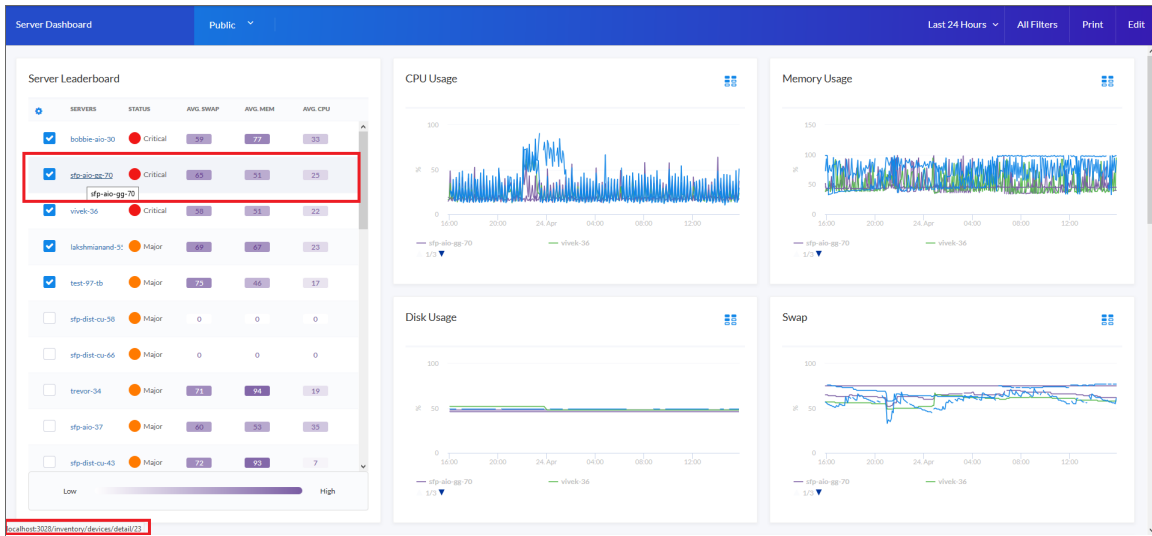 Server Dashboard Public Last 24 Hours All Filters Print Edit
Server Leaderboard
SERVERS STATUS AVG. SWAP AVG. MEM AVG. CPU
bobbie-aio-30 Critical 59 77 33
sfp-aio-gg-70 Critical 65 51 25
sfp-aio-gg-70
vivek-36 Critical 58 51 22
lakshmianand-55 Major 69 67 23
test-97-tb Major 75 46 17
sfp-dist-cu-58 Major 0 0 0
sfp-dist-cu-66 Major 0 0 0
trevor-34 Major 71 94 19
sfp-aio-37 Major 60 53 35
sfp-dist-cu-43 Major 72 93 7
Low High
localhost:3028/inventory/devices/detail/23
CPU Usage
100
% 50
0
16:00 20:00 24. Apr 04:00 08:00 12:00
sfp-aio-gg-70 vivek-36
1/3
Memory Usage
150
100
% 50
0
16:00 20:00 24. Apr 04:00 08:00 12:00
sfp-aio-gg-70 vivek-36
1/3
Disk Usage
100
% 50
0
16:00 20:00 24. Apr 04:00 08:00 12:00
sfp-aio-gg-70 vivek-36
1/3
Swap
100
% 50
0
16:00 20:00 24. Apr 04:00 08:00 12:00
sfp-aio-gg-70 vivek-36
1/3